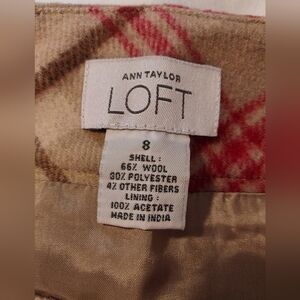 ANN TAYLOR
LOFT
8
SHELL :
66% WOOL
30% POLYESTER
4% OTHER FIBERS
LINING :
100% ACETATE
MADE IN INDIA